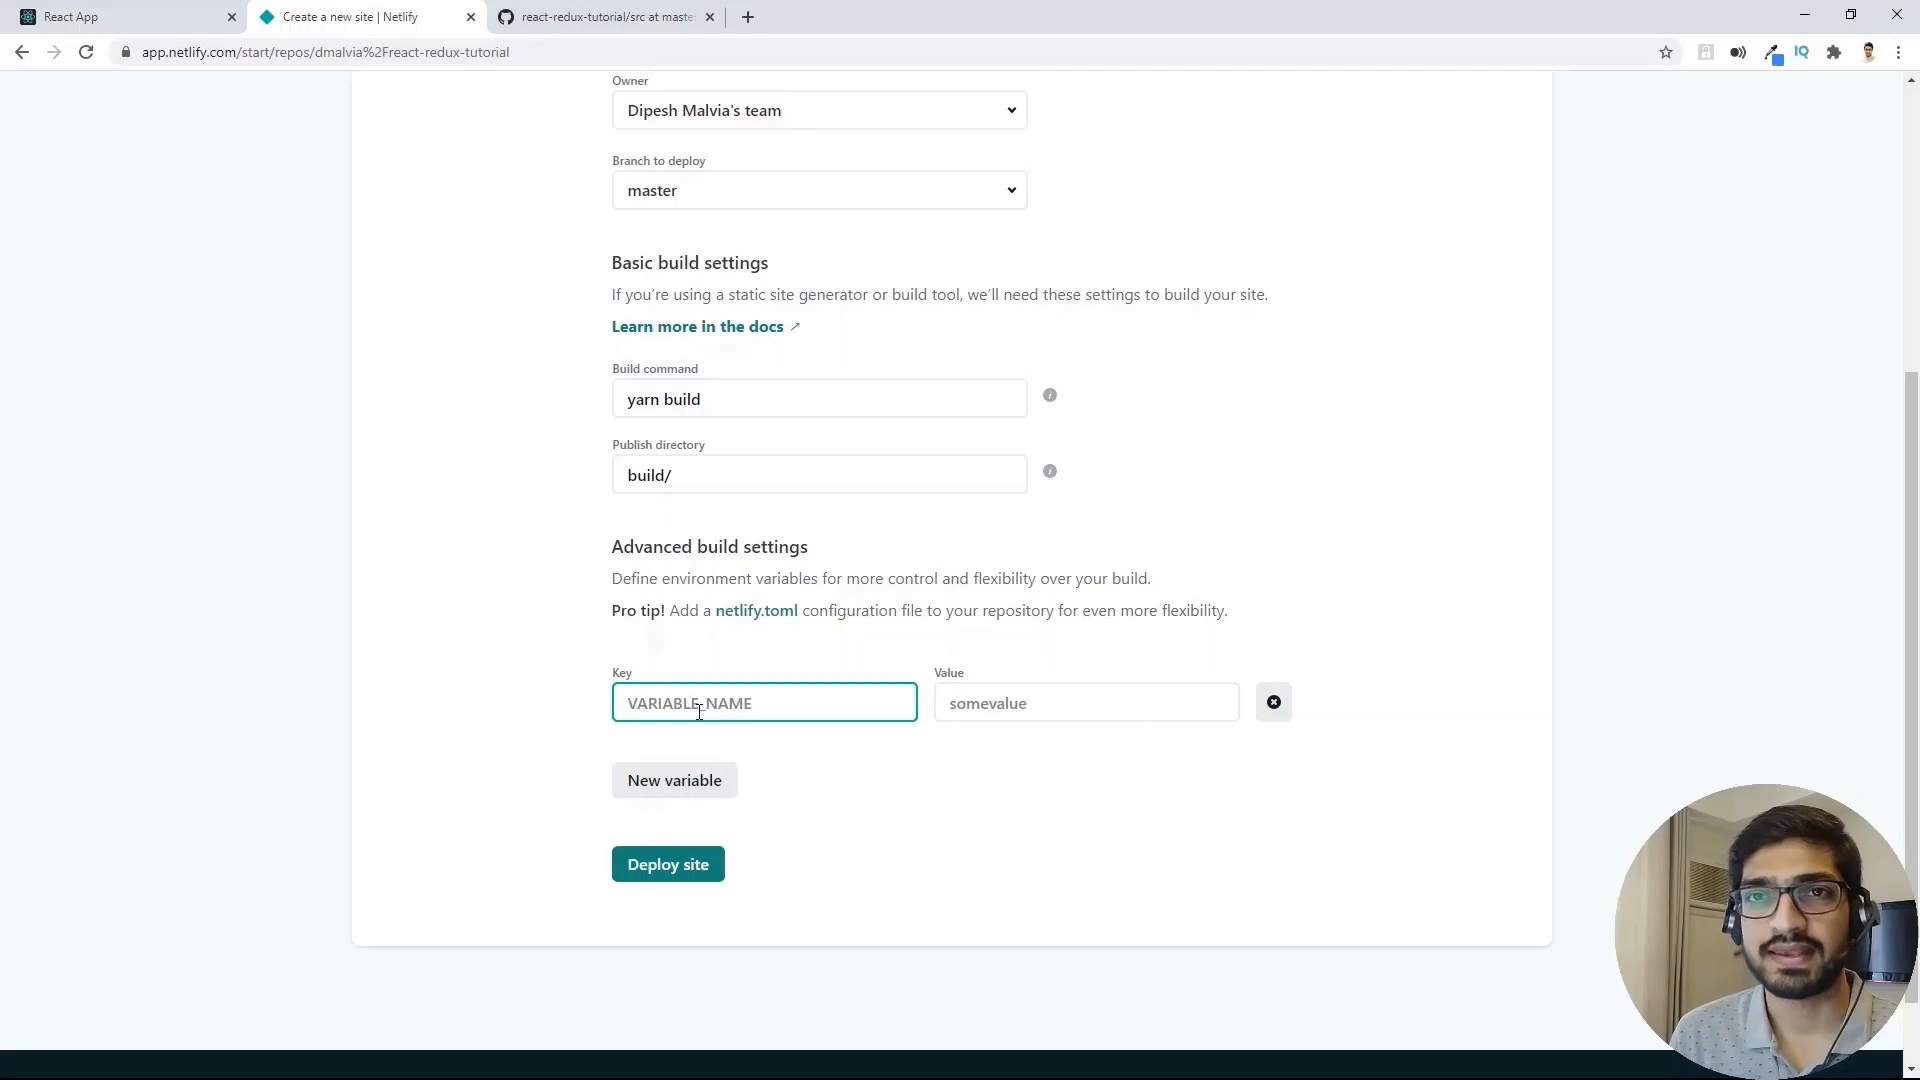 React App
Create a new site | Netlify
react-redux-tutorial/src at maste
app.netlify.com/start/repos/dmalvia%2Freact-redux-tutorial
IQ
Owner
Dipesh Malvia's team
Branch to deploy
master
Basic build settings
If you're using a static site generator or build tool, we'll need these settings to build your site.
Learn more in the docs ↗
Build command
yarn build
Publish directory
build/
Advanced build settings
Define environment variables for more control and flexibility over your build.
Pro tip! Add a netlify.toml configuration file to your repository for even more flexibility.
Key
Value
VARIABLE_NAME
somevalue
New variable
Deploy site